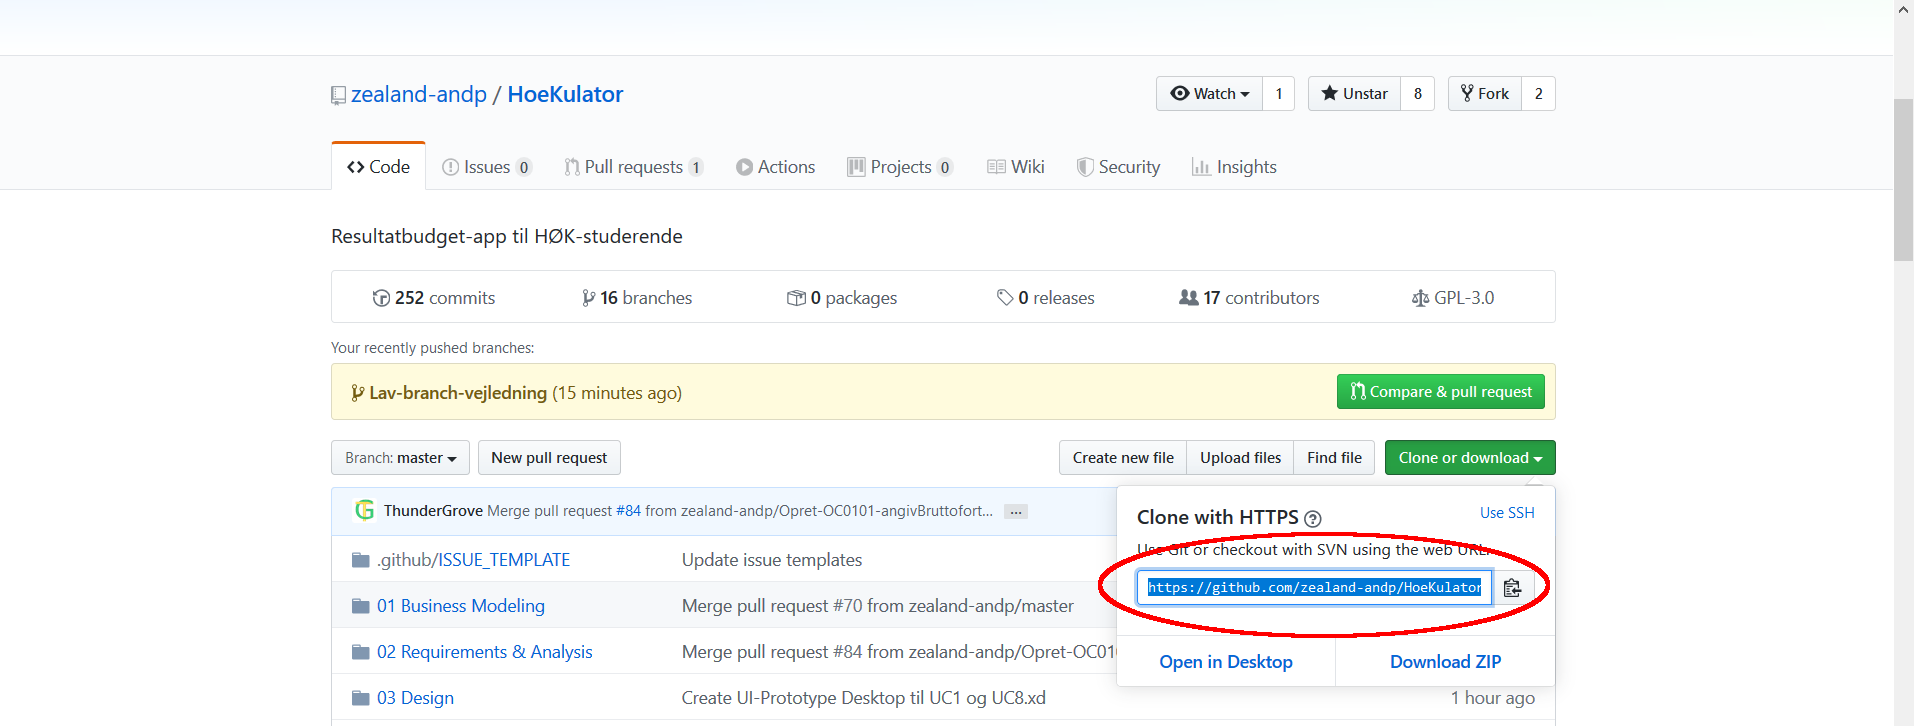 zealand-andp / HoeKulator
Watch 1 Unstar 8 Fork 2
Code Issues 0 Pull requests 1 Actions Projects 0 Wiki Security Insights
Resultatbudget-app til HØK-studerende
252 commits 16 branches 0 packages 0 releases 17 contributors GPL-3.0
Your recently pushed branches:
Lav-branch-vejledning (15 minutes ago) Compare & pull request
Branch: master New pull request Create new file Upload files Find file Clone or download
ThunderGrove Merge pull request #84 from zealand-andp/Opret-OC0101-angivBruttofort... ...
Clone with HTTPS ? Use SSH
Use Git or checkout with SVN using the web URL.
https://github.com/zealand-andp/HoeKulator
Open in Desktop Download ZIP
.github/ISSUE_TEMPLATE Update issue templates
01 Business Modeling Merge pull request #70 from zealand-andp/master
02 Requirements & Analysis Merge pull request #84 from zealand-andp/Opret-OC01
03 Design Create UI-Prototype Desktop til UC1 og UC8.xd 1 hour ago